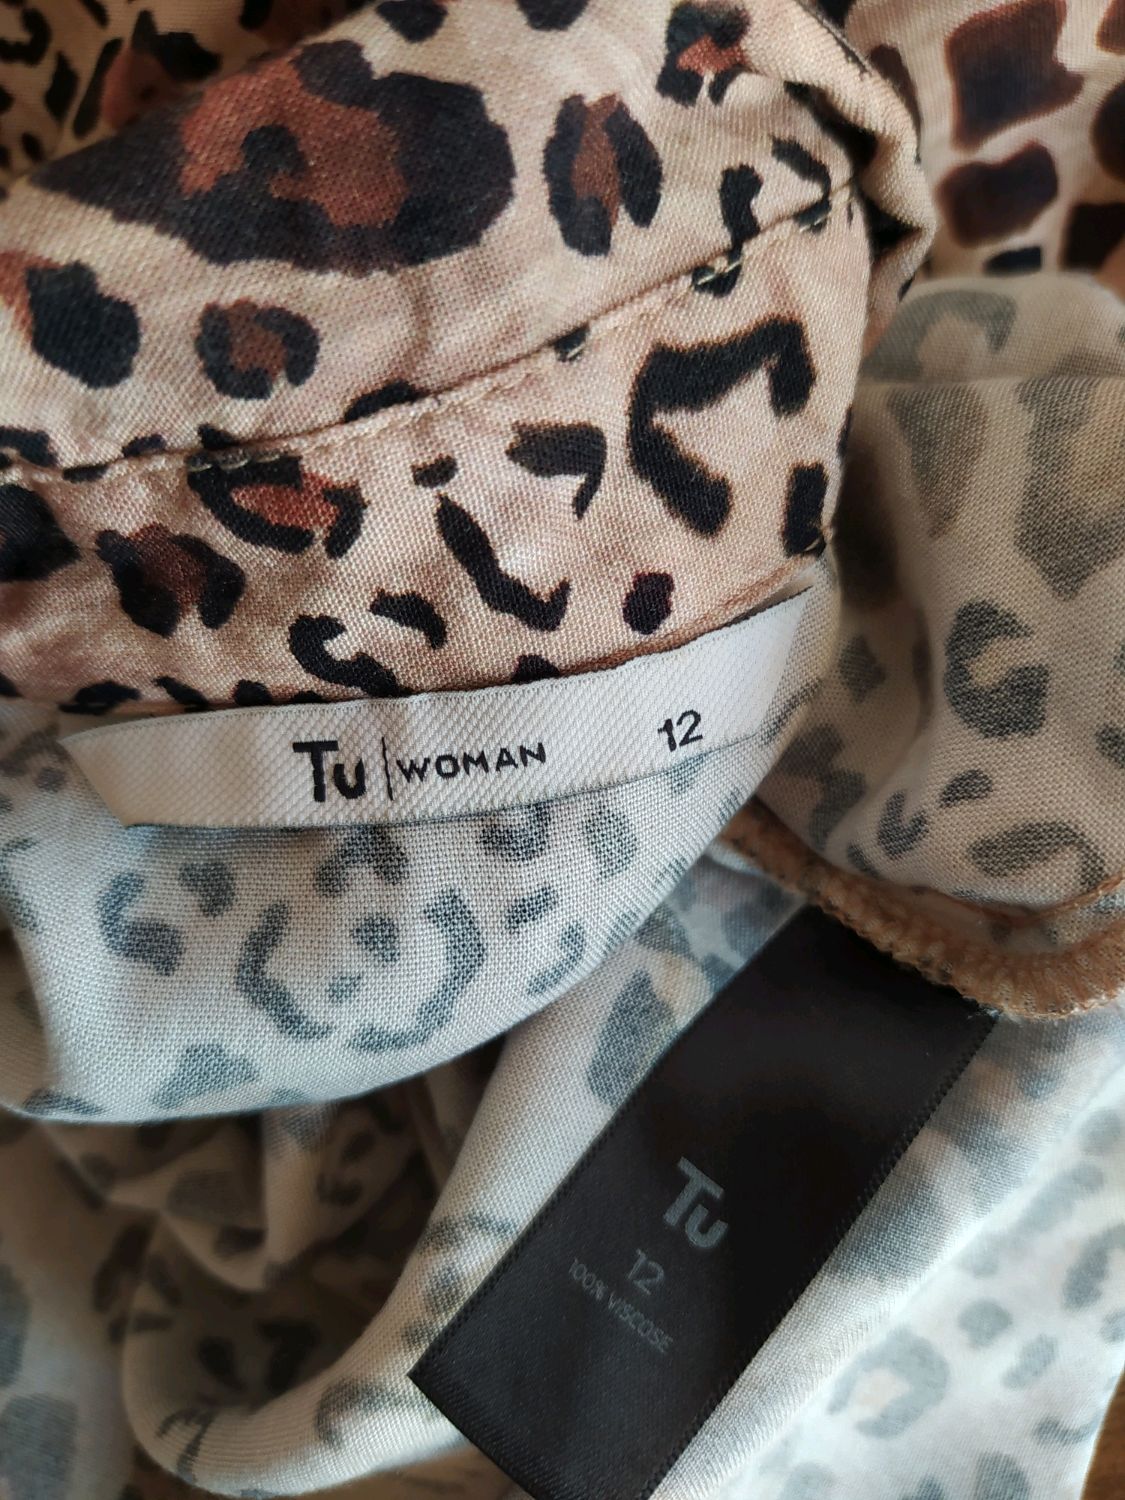 Tu | WOMAN 12
Tu
12
100% VISCOSE